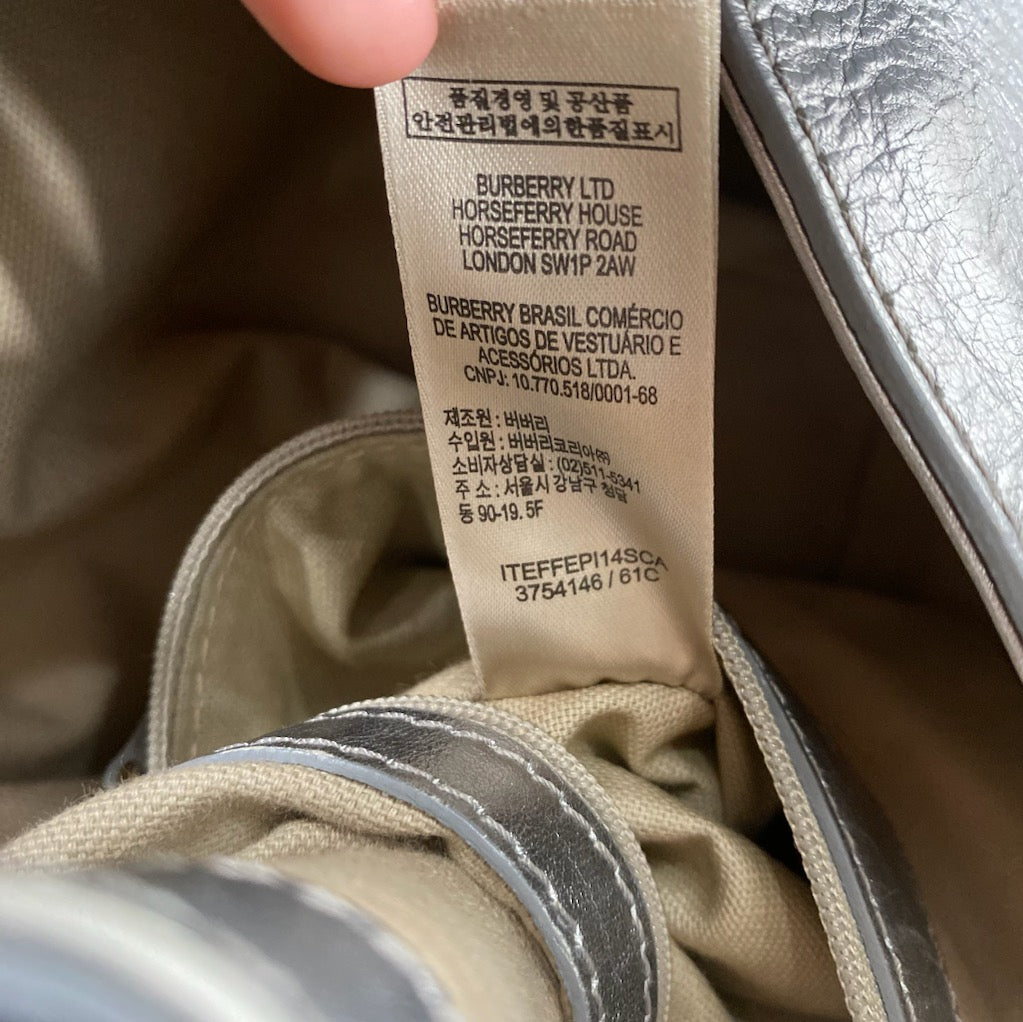 품질경영 및 공산품
안전관리법에의한품질표시
BURBERRY LTD
HORSEFERRY HOUSE
HORSEFERRY ROAD
LONDON SW1P 2AW
BURBERRY BRASIL COMÉRCIO
DE ARTIGOS DE VESTUÁRIO E
ACESSÓRIOS LTDA.
CNPJ: 10.770.518/0001-68
제조원 : 버버리
수입원 : 버버리코리아㈜
소비자상담실 : (02)511-5341
주 소 : 서울시 강남구 청담
동 90-19. 5F
ITEFFEPI14SCA
3754146 / 61C